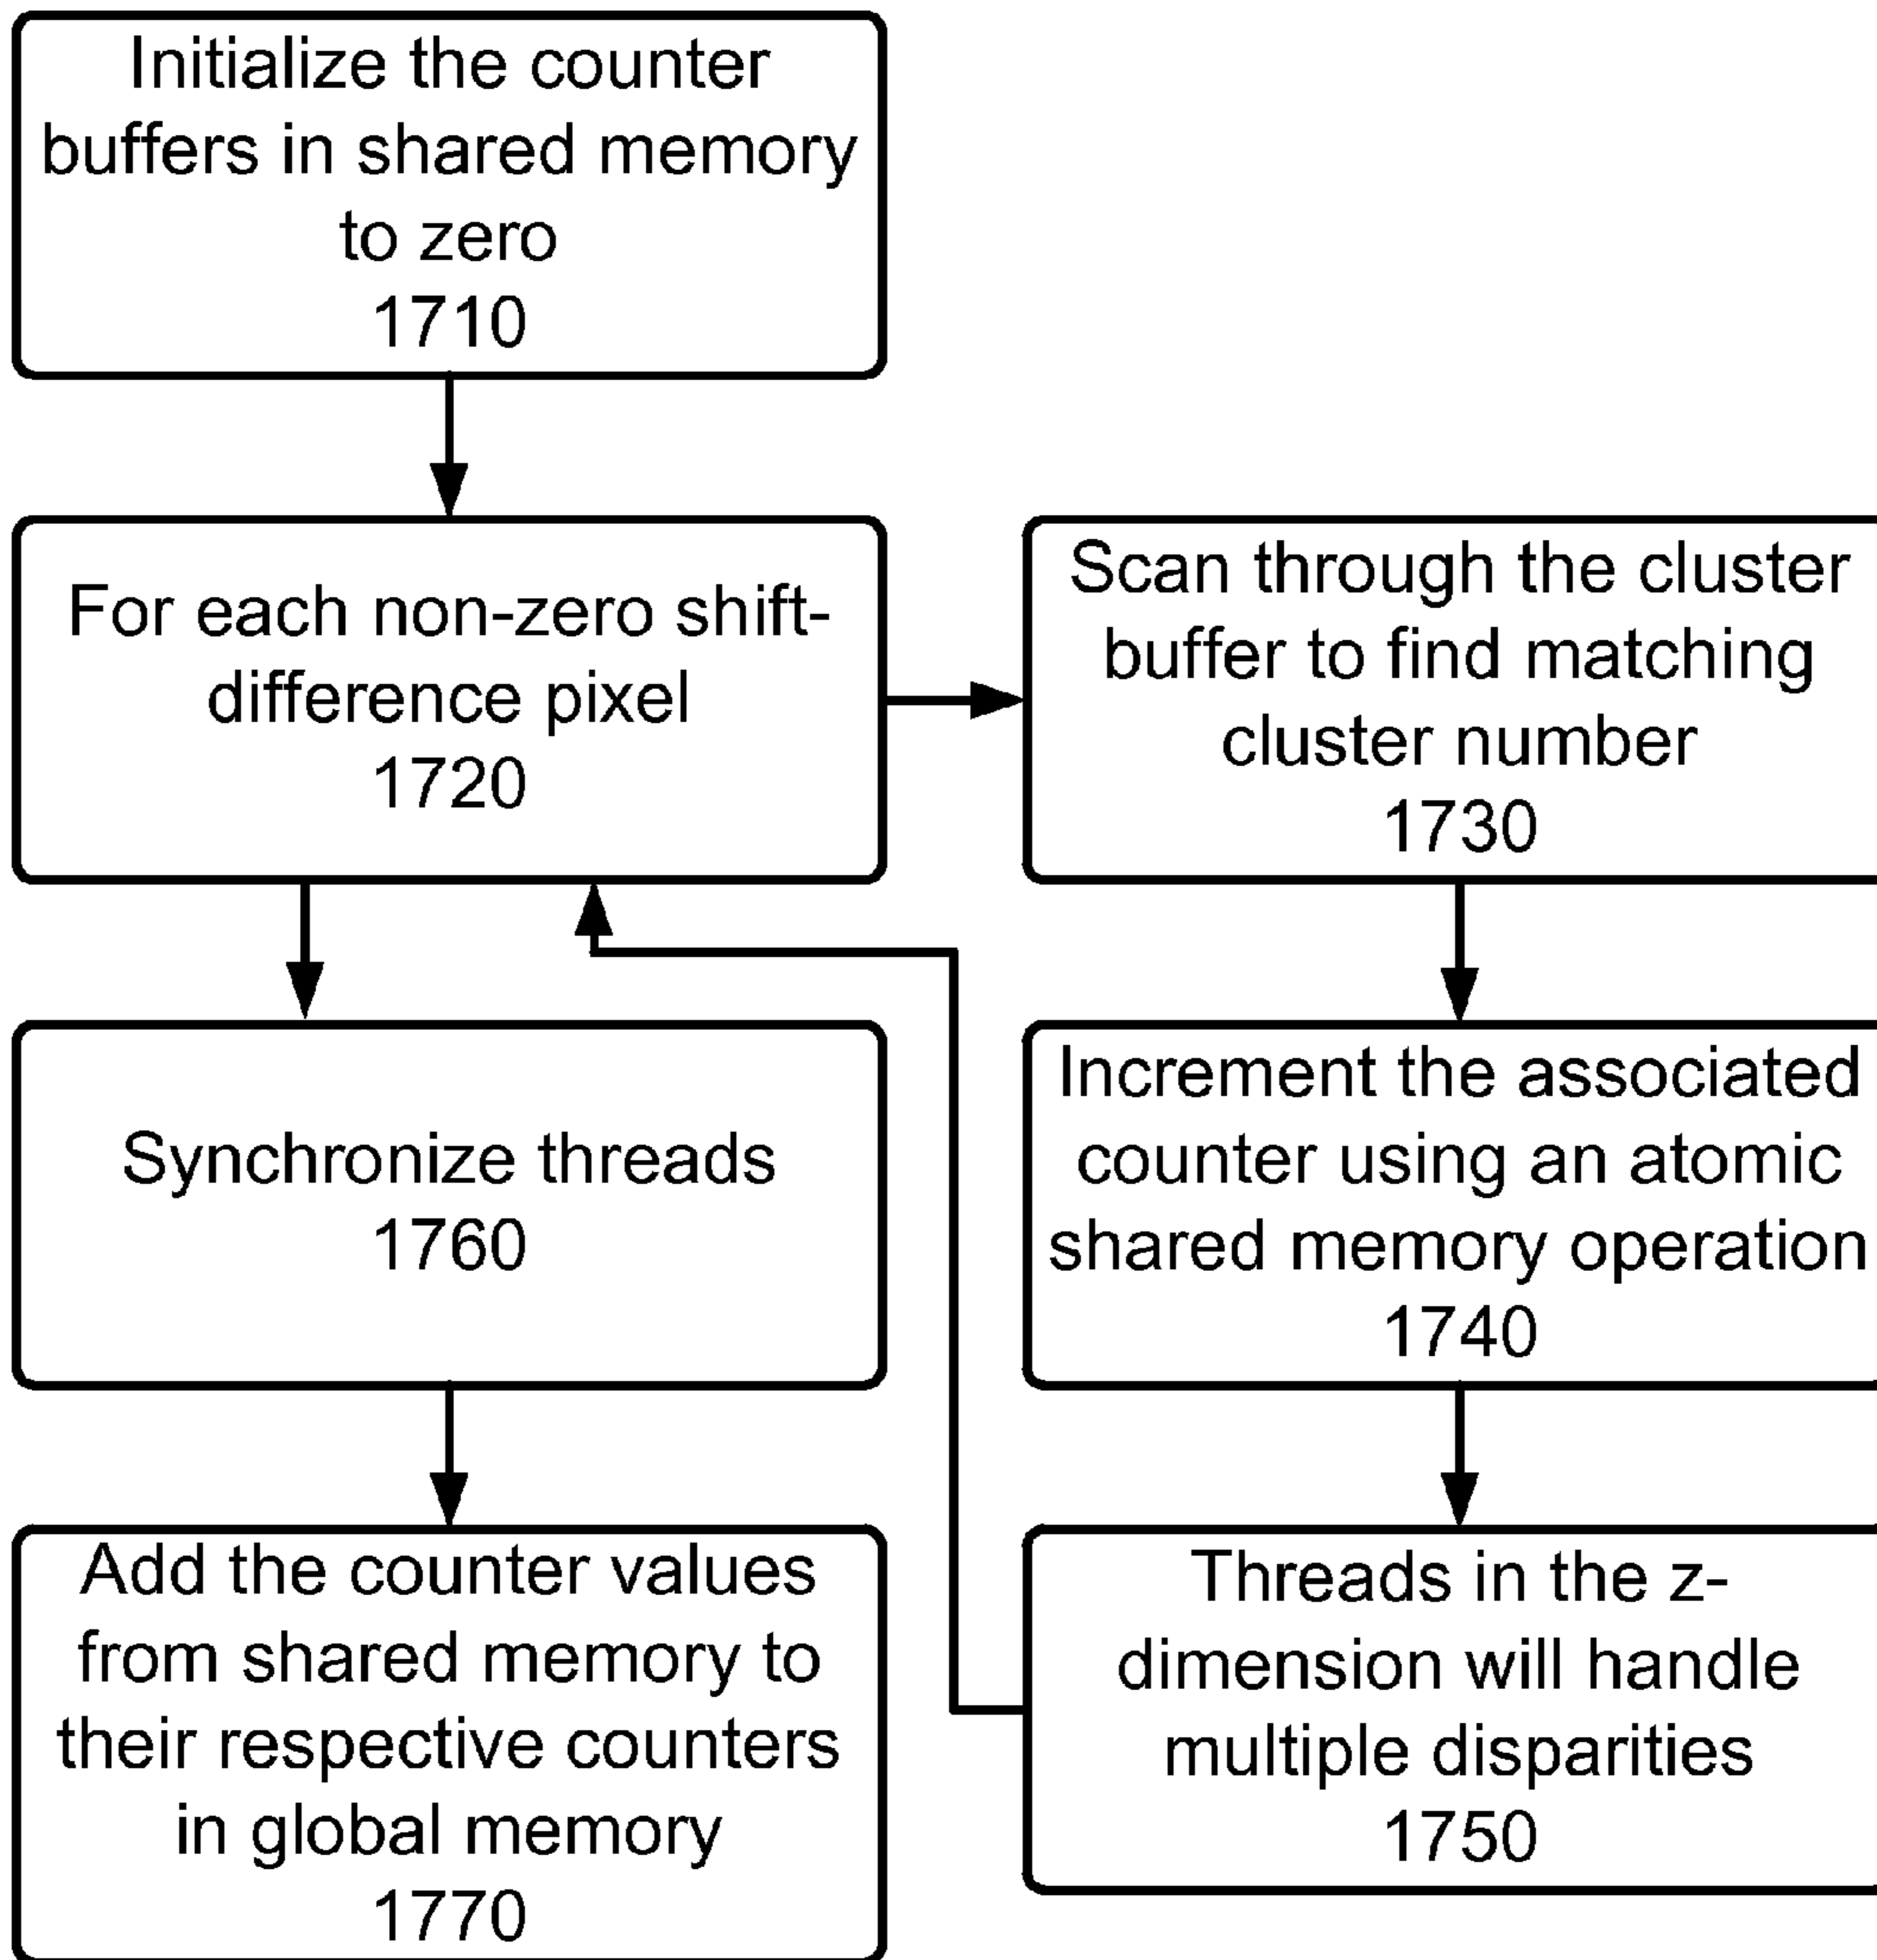 Initialize the counter
buffers in shared memory
to zero
1710
For each non-zero shift-
difference pixel
1720
Scan through the cluster
buffer to find matching
cluster number
1730
Increment the associated
counter using an atomic
shared memory operation
1740
Threads in the z-
dimension will handle
multiple disparities
1750
Synchronize threads
1760
Add the counter values
from shared memory to
their respective counters
in global memory
1770